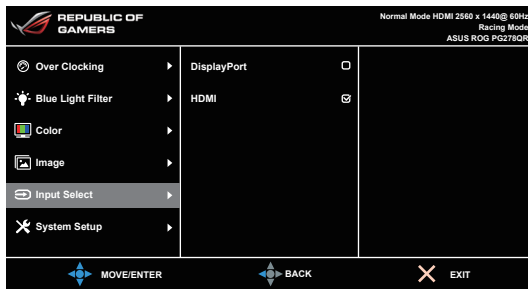 REPUBLIC OF
GAMERS
Normal Mode HDMI 2560 x 1440@ 60Hz
Racing Mode
ASUS ROG PG278QR
Over Clocking
Blue Light Filter
Color
Image
Input Select
System Setup
DisplayPort
HDMI
MOVE/ENTER
BACK
EXIT